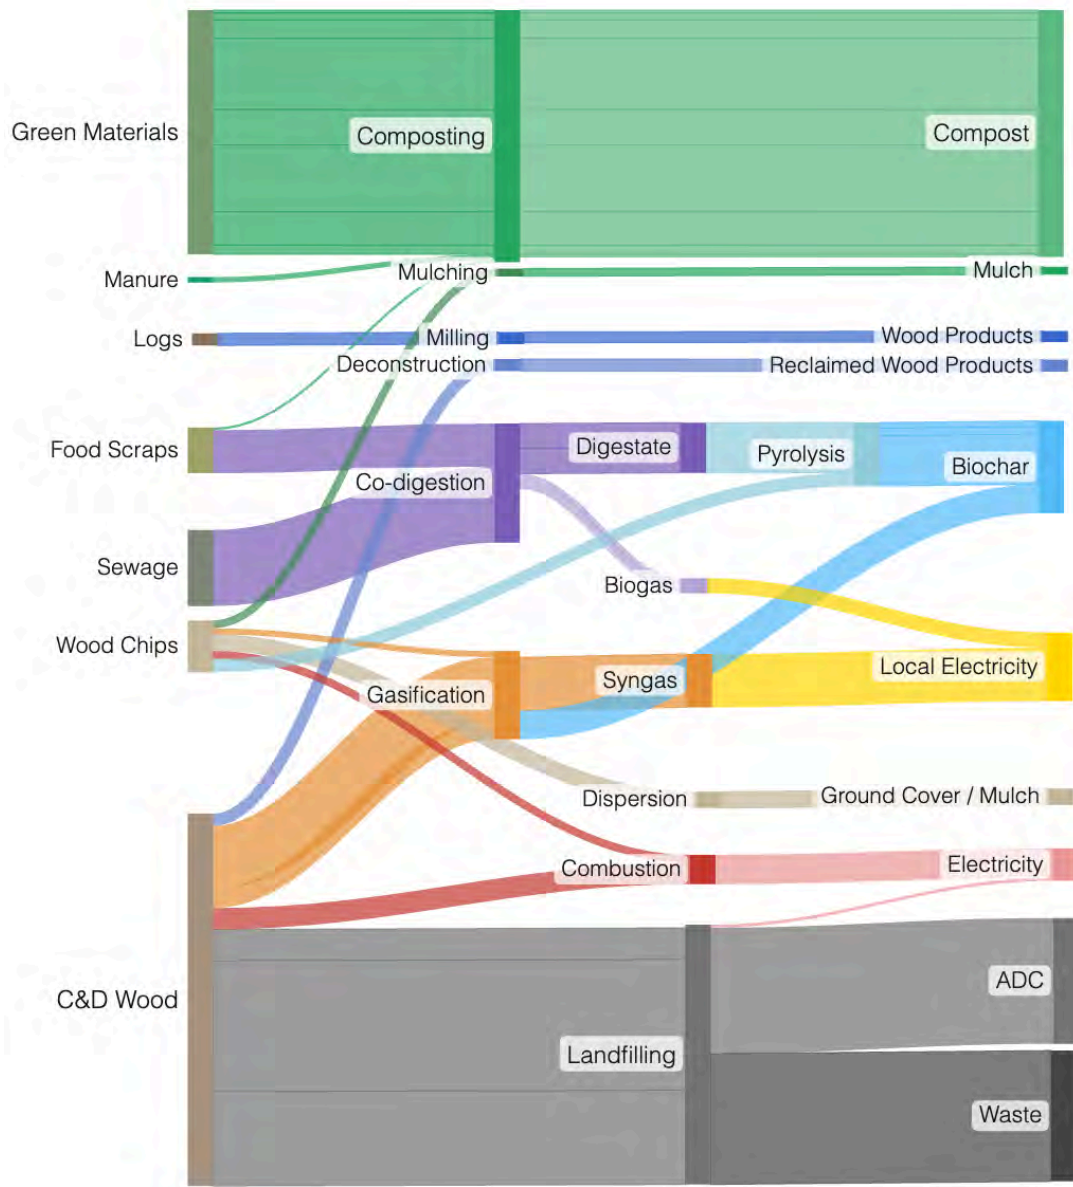 Green Materials
Composting
Compost
Manure
Mulching
Mulch
Logs
Milling
Wood Products
Deconstruction
Reclaimed Wood Products
Food Scraps
Co-digestion
Digestate
Pyrolysis
Biochar
Sewage
Biogas
Wood Chips
Gasification
Syngas
Local Electricity
Dispersion
Ground Cover / Mulch
Combustion
Electricity
C&D Wood
Landfilling
ADC
Waste